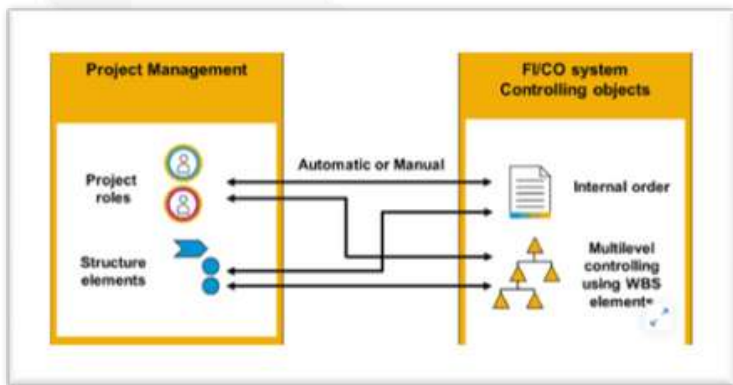 Project Management
FI/CO system
Controlling objects
Automatic or Manual
Project
roles
Internal order
Structure
elements
Multilevel
controlling
using WBS
elements